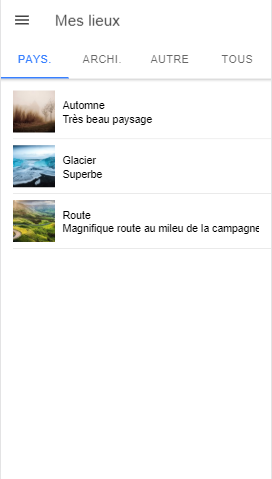 Mes lieux
PAYS. ARCHI. AUTRE TOUS
Automne
Très beau paysage
Glacier
Superbe
Route
Magnifique route au mileu de la campagne